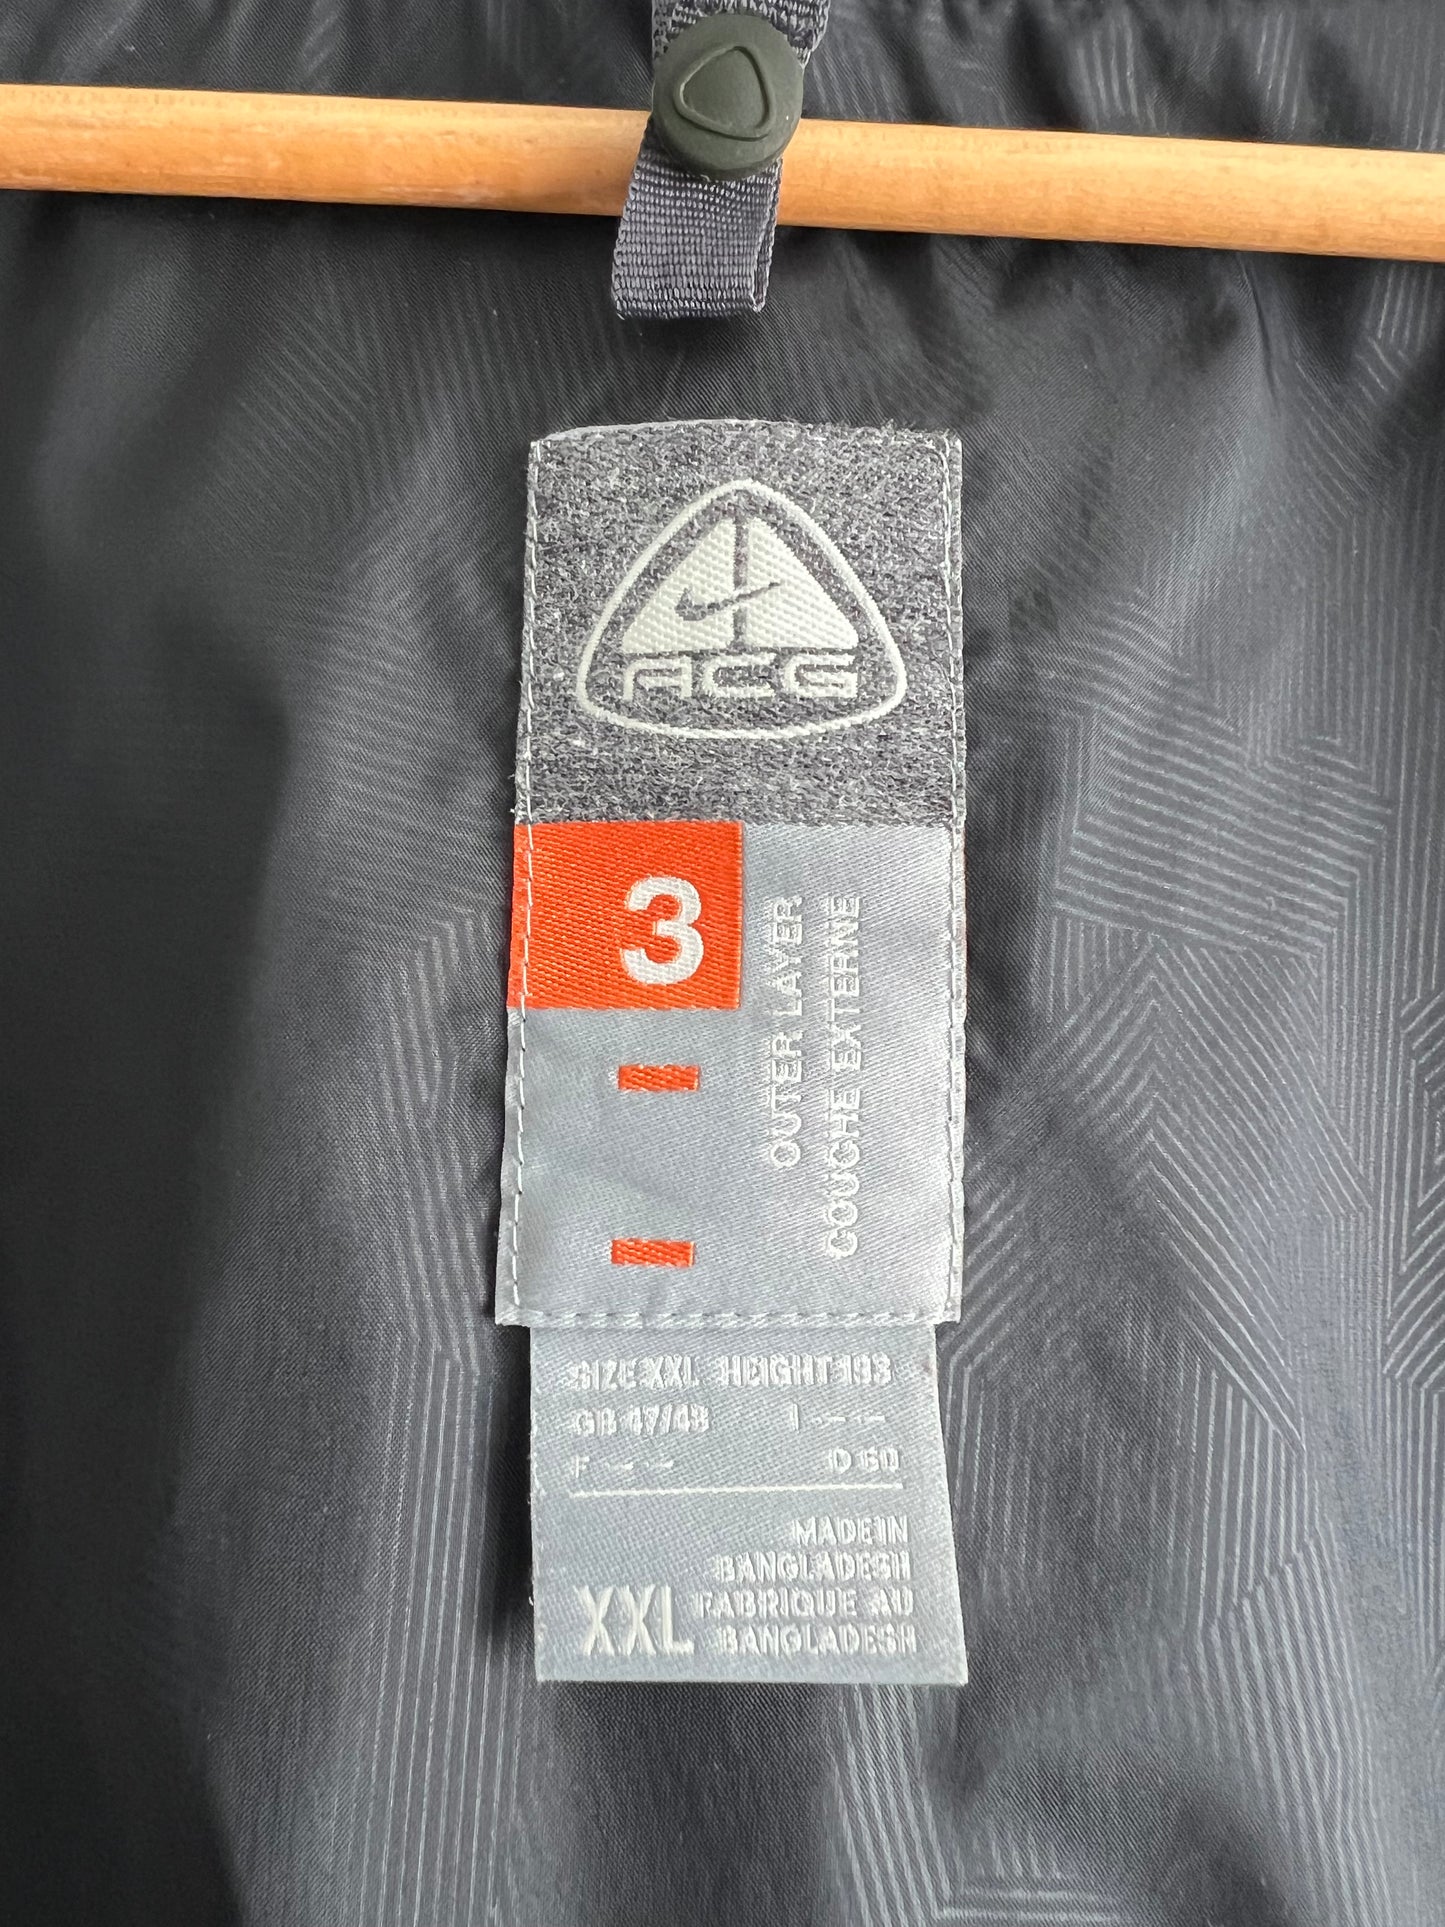 ACG
3
OUTER LAYER
COUCHE EXTERNE
SIZE XXL HEIGHT 193
GB 47/48 I -- --
F -- -- D 60
MADE IN
BANGLADESH
FABRIQUE AU
BANGLADESH
XXL